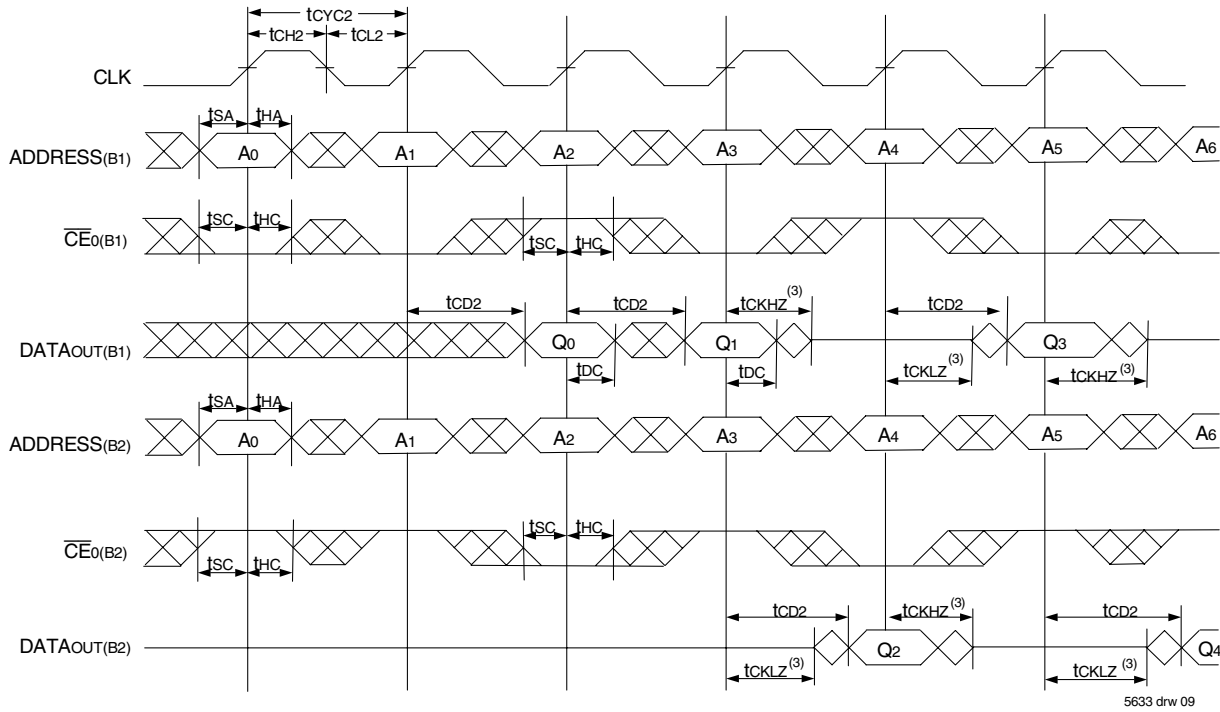 tCYC2
tCH2 tCL2
CLK
tSA tHA
ADDRESS(B1) A0 A1 A2 A3 A4 A5 A6
tSC tHC
CE0(B1) tSC tHC
tCD2 tCD2 tCKHZ(3) tCD2
DATAOUT(B1) Q0 Q1 Q3
tDC tDC tCKLZ(3) tCKHZ(3)
tSA tHA
ADDRESS(B2) A0 A1 A2 A3 A4 A5 A6
tSC tHC
CE0(B2)
tSC tHC
tCD2 tCKHZ(3) tCD2
DATAOUT(B2) Q2 Q4
tCKLZ(3) tCKLZ(3)
5633 drw 09